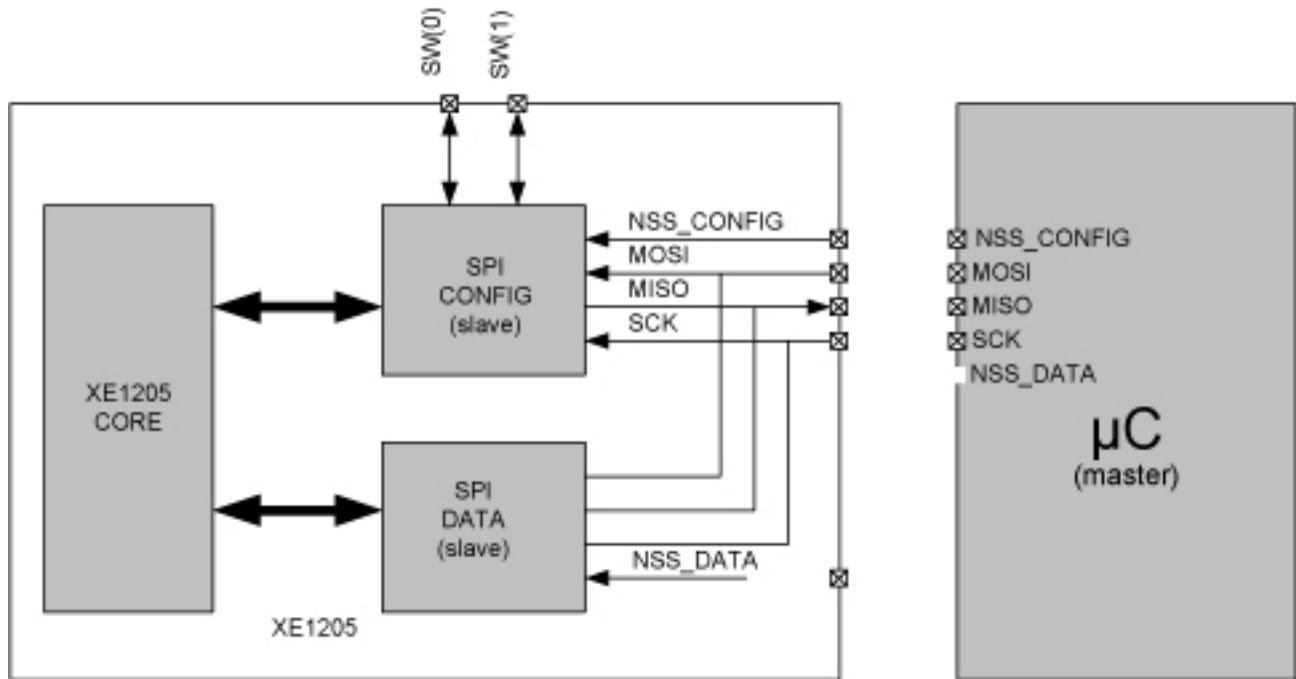 SW(0)
SW(1)
NSS_CONFIG
MOSI
MISO
SCK
SPI
CONFIG
(slave)
XE1205
CORE
SPI
DATA
(slave)
NSS_DATA
XE1205
NSS_CONFIG
MOSI
MISO
SCK
NSS_DATA
µC
(master)